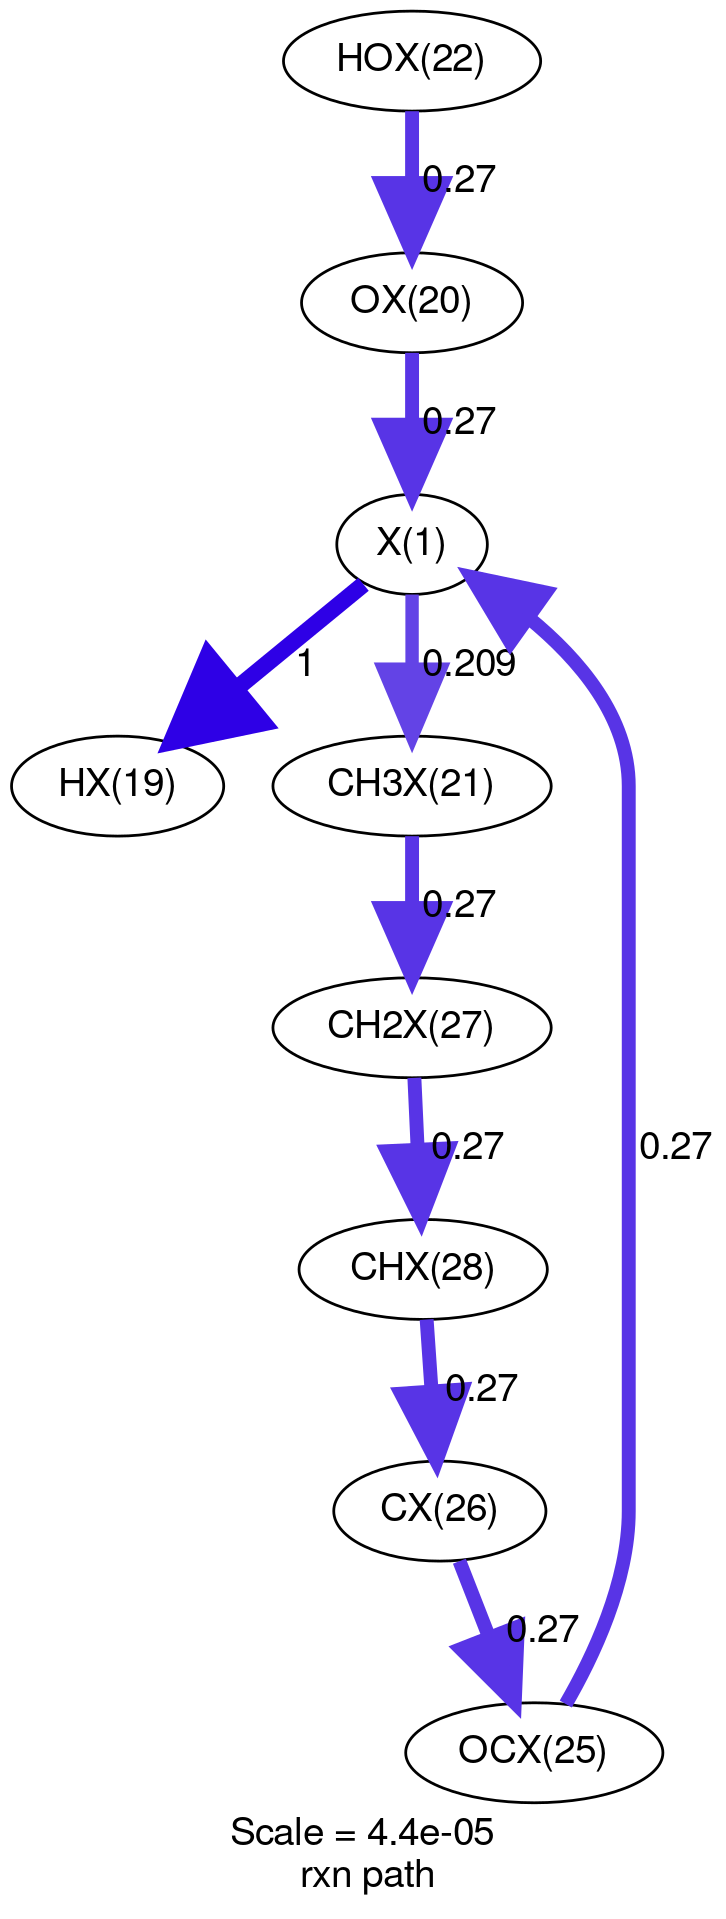 HOX(22)
0.27
OX(20)
0.27
X(1)
1
0.209
HX(19)
CH3X(21)
0.27
CH2X(27)
0.27
0.27
CHX(28)
0.27
CX(26)
0.27
OCX(25)
Scale = 4.4e-05
rxn path